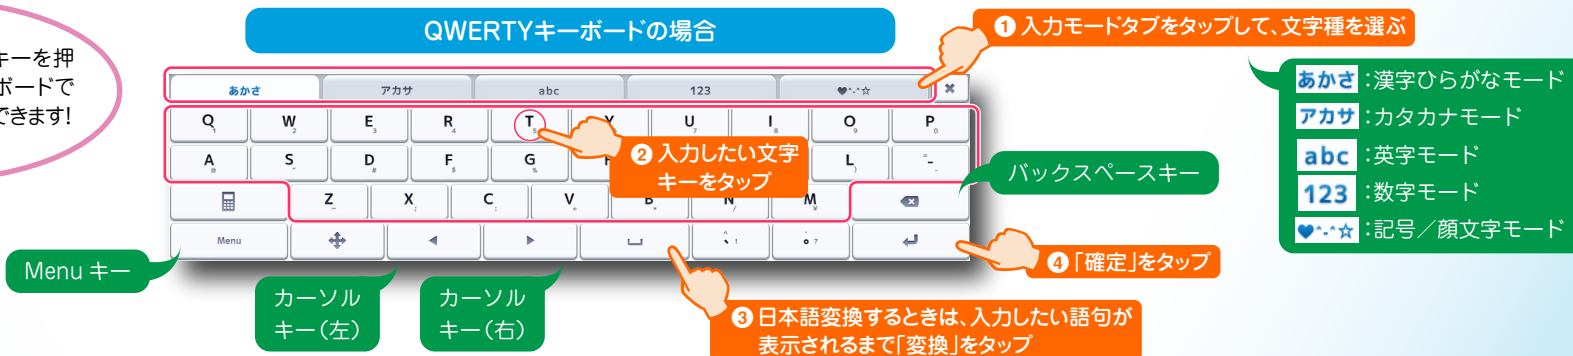 キーを押
ボードで
できます!
QWERTYキーボードの場合
❶ 入力モードタブをタップして、文字種を選ぶ
あかさ アカサ abc 123 ♥^-^☆ ✖
Q 1 W 2 E 3 R 4 T 5 Y U 7 I 8 O 9 P 0
A @ S D # F $ G % L ) = -
Z ~ X ; C : V B * N / M ¥
Menu ^ 、 ! 。 ?
❷ 入力したい文字
キーをタップ
バックスペースキー
あかさ :漢字ひらがなモード
アカサ :カタカナモード
abc :英字モード
123 :数字モード
♥^-^☆ :記号/顔文字モード
Menu キー
カーソル
キー(左)
カーソル
キー(右)
❸ 日本語変換するときは、入力したい語句が
表示されるまで「変換」をタップ
❹「確定」をタップ